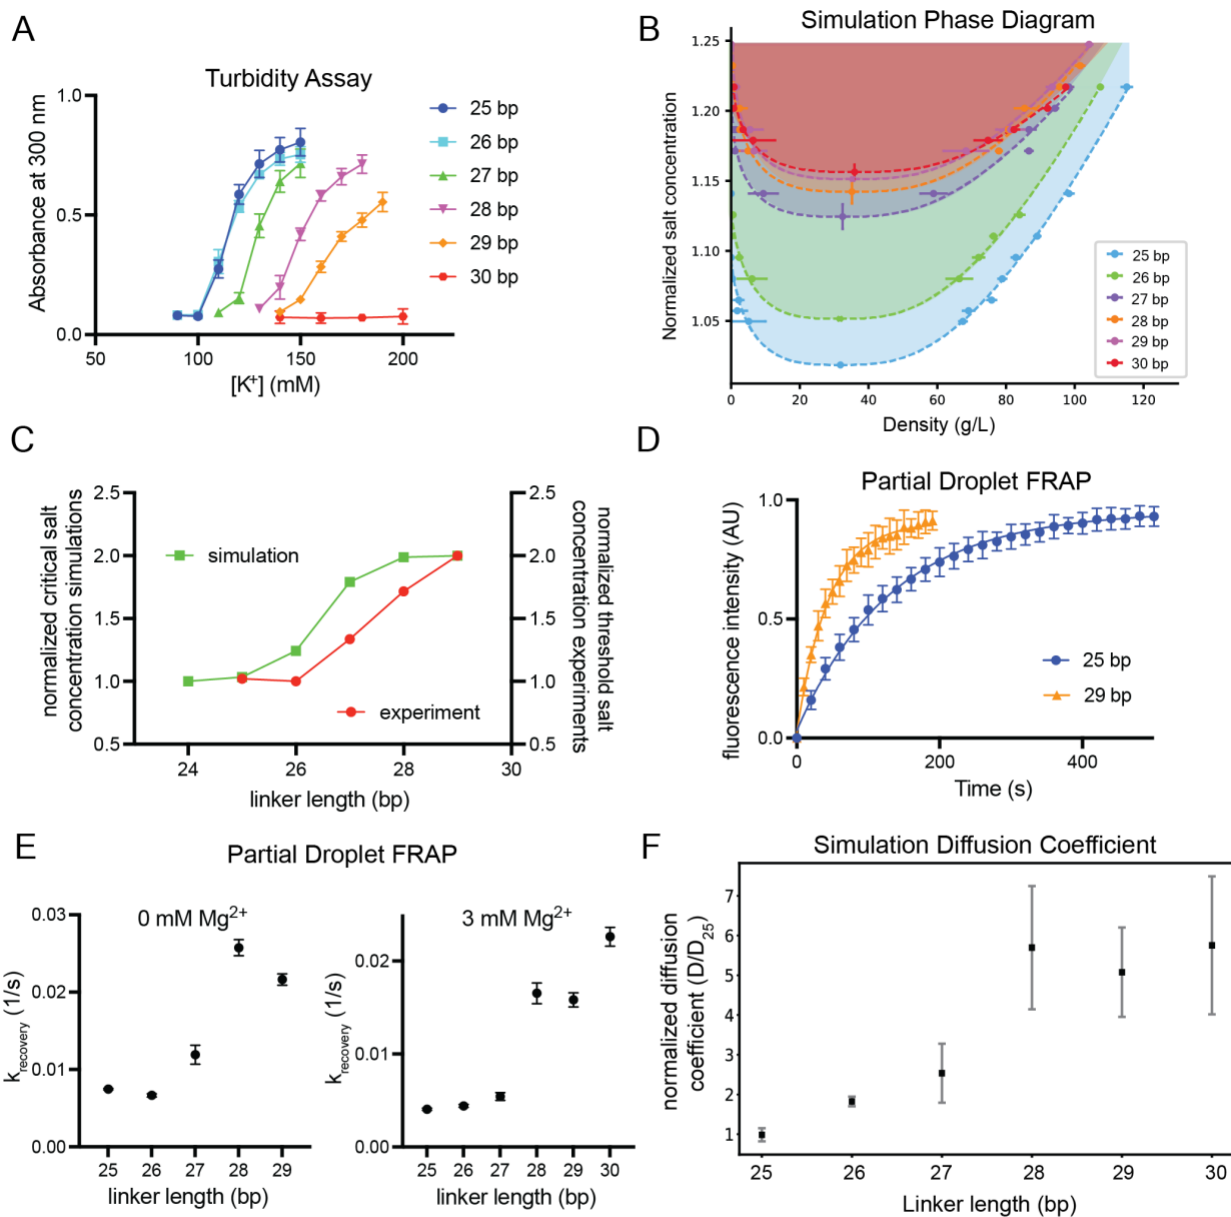 A
Turbidity Assay
Absorbance at 300 nm
1.0
0.5
0.0
50
100
150
200
[K+] (mM)
25 bp
26 bp
27 bp
28 bp
29 bp
30 bp
B
Simulation Phase Diagram
Normalized salt concentration
1.25
1.20
1.15
1.10
1.05
0
20
40
60
80
100
120
Density (g/L)
25 bp
26 bp
27 bp
28 bp
29 bp
30 bp
C
normalized critical salt
concentration simulations
2.5
2.0
1.5
1.0
0.5
simulation
experiment
2.5
2.0
1.5
1.0
0.5
normalized threshold salt
concentration experiments
24
26
28
30
linker length (bp)
D
Partial Droplet FRAP
fluorescence intensity (AU)
1.0
0.5
0.0
0
200
400
Time (s)
25 bp
29 bp
E
Partial Droplet FRAP
0 mM Mg2+
krecovery (1/s)
0.03
0.02
0.01
0.00
25
26
27
28
29
linker length (bp)
3 mM Mg2+
krecovery (1/s)
0.02
0.01
0.00
25
26
27
28
29
30
linker length (bp)
F
Simulation Diffusion Coefficient
normalized diffusion
coefficient (D/D25)
7
6
5
4
3
2
1
25
26
27
28
29
30
Linker length (bp)